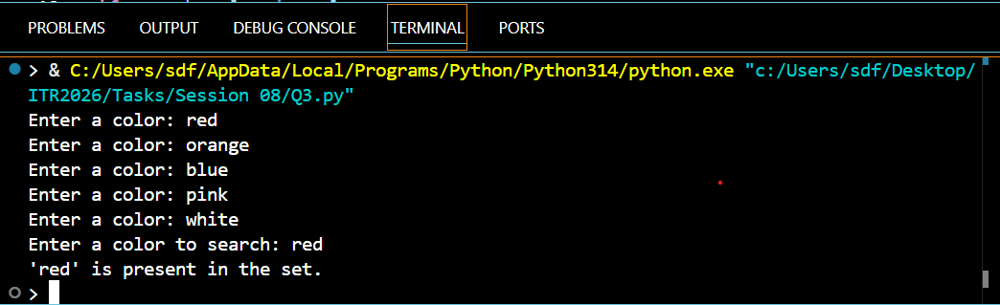 PROBLEMS OUTPUT DEBUG CONSOLE TERMINAL PORTS
> & C:/Users/sdf/AppData/Local/Programs/Python/Python314/python.exe "c:/Users/sdf/Desktop/
ITR2026/Tasks/Session 08/Q3.py"
Enter a color: red
Enter a color: orange
Enter a color: blue
Enter a color: pink
Enter a color: white
Enter a color to search: red
'red' is present in the set.
>